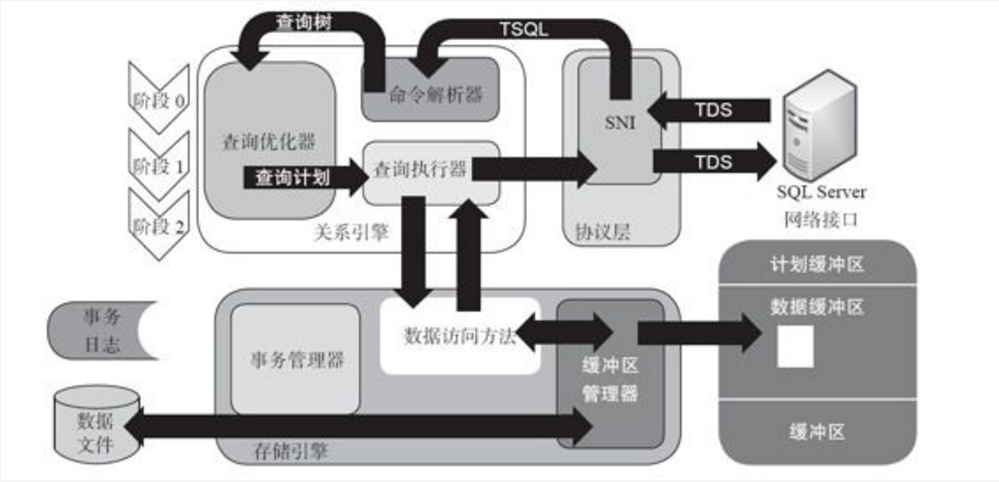 查询树
TSQL
阶段 0
阶段 1
阶段 2
查询优化器
命令解析器
查询计划
查询执行器
关系引擎
SNI
协议层
TDS
TDS
SQL Server
网络接口
事务
日志
数据
文件
事务管理器
数据访问方法
缓冲区
管理器
存储引擎
计划缓冲区
数据缓冲区
缓冲区